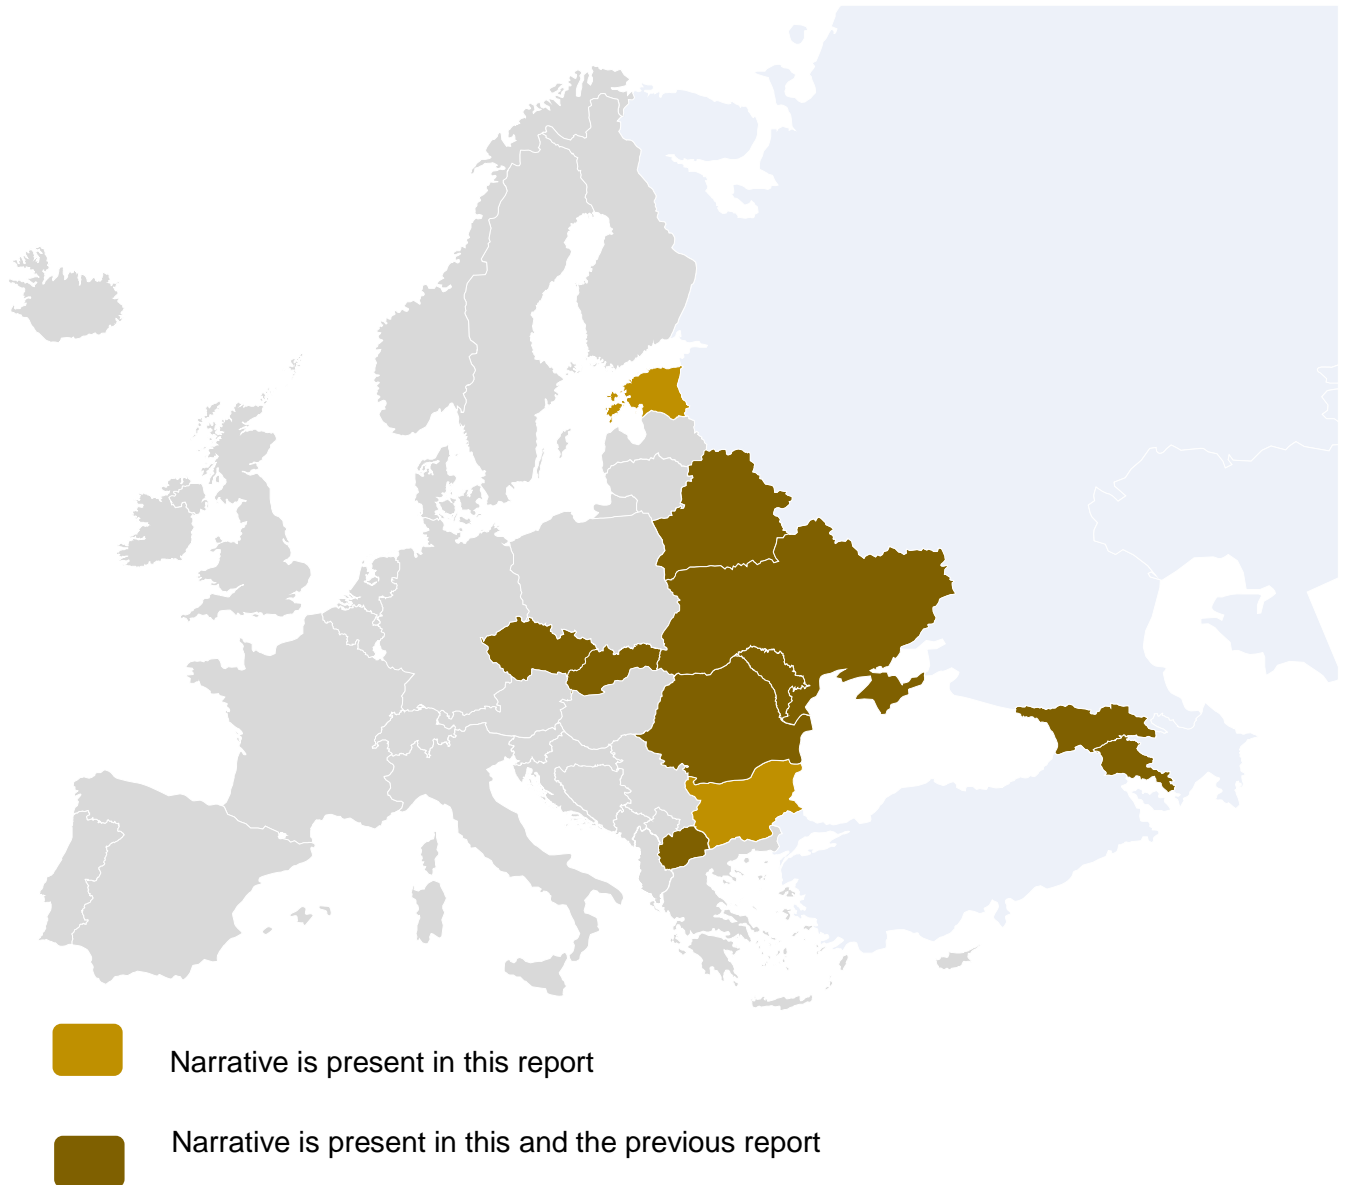 Narrative is present in this report
Narrative is present in this and the previous report